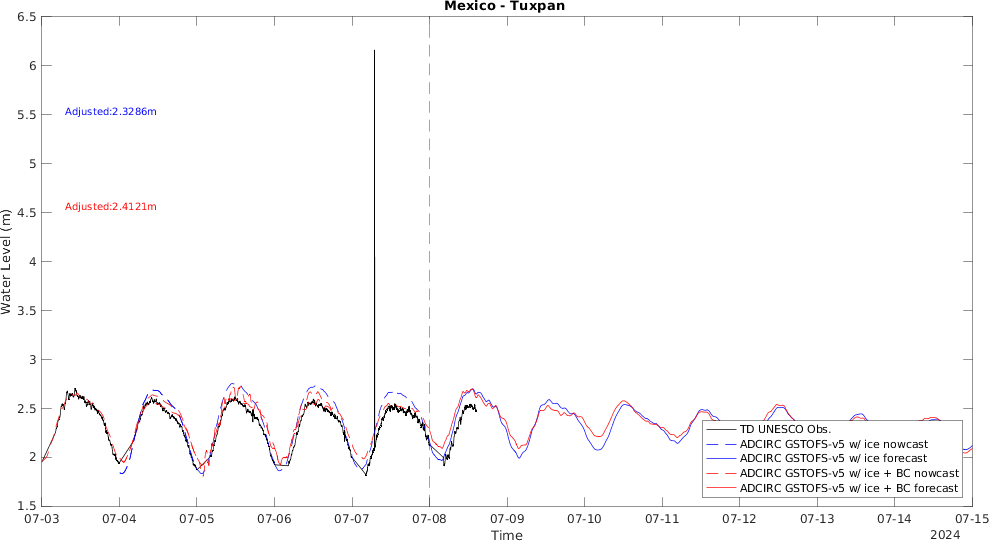 Mexico - Tuxpan
6.5
6
5.5
5
4.5
4
3.5
3
2.5
2
1.5
Water Level (m)
Adjusted:2.3286m
Adjusted:2.4121m
TD UNESCO Obs.
ADCIRC GSTOFS-v5 w/ ice nowcast
ADCIRC GSTOFS-v5 w/ ice forecast
ADCIRC GSTOFS-v5 w/ ice + BC nowcast
ADCIRC GSTOFS-v5 w/ ice + BC forecast
07-03 07-04 07-05 07-06 07-07 07-08 07-09 07-10 07-11 07-12 07-13 07-14 07-15
Time
2024